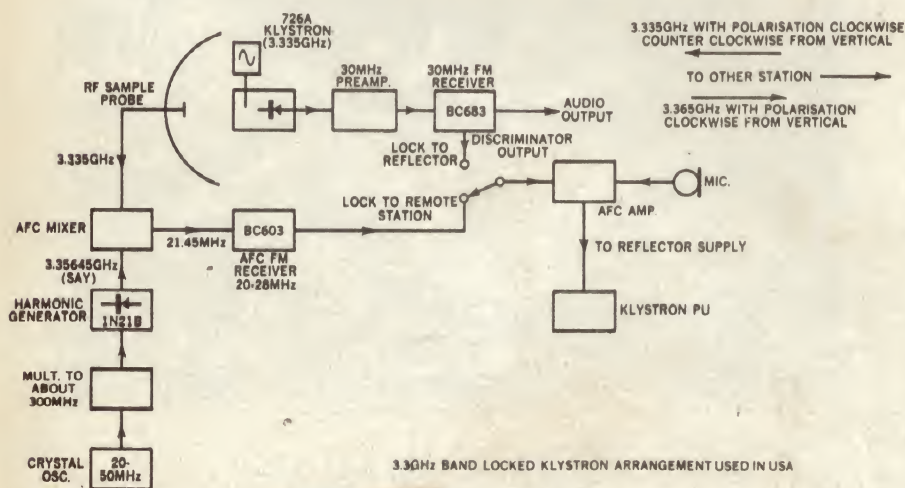 726A
KLYSTRON
(3.335GHz)
RF SAMPLE
PROBE
30MHz
PREAMP.
30MHz FM
RECEIVER
BC683
AUDIO
OUTPUT
DISCRIMINATOR
OUTPUT
LOCK TO
REFLECTOR
3.335GHz WITH POLARISATION CLOCKWISE
COUNTER CLOCKWISE FROM VERTICAL
TO OTHER STATION
3.365GHz WITH POLARISATION
CLOCKWISE FROM VERTICAL
3.335GHz
LOCK TO REMOTE
STATION
MIC.
AFC AMP.
AFC MIXER
21.45MHz
BC603
AFC FM
RECEIVER
20-28MHz
TO REFLECTOR SUPPLY
KLYSTRON PU
3.35645GHz
(SAY)
HARMONIC
GENERATOR
1N21B
MULT. TO
ABOUT
300MHz
CRYSTAL
OSC.
20-
50MHz
3.30Hz BAND LOCKED KLYSTRON ARRANGEMENT USED IN USA